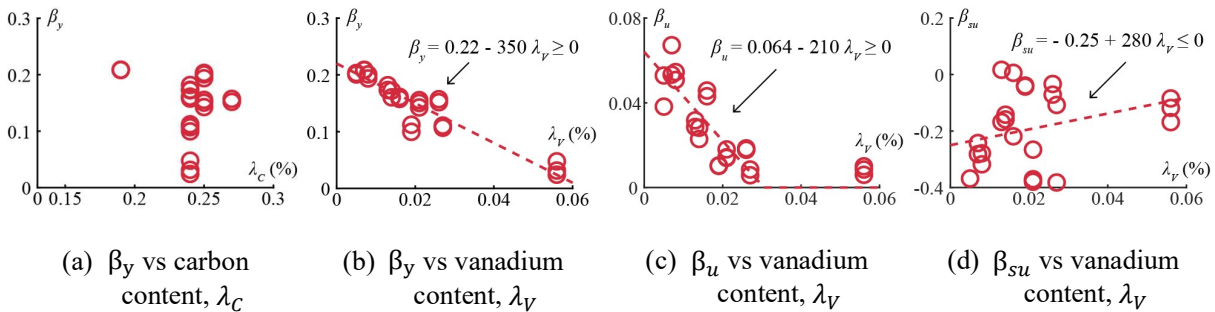 β_y
0.3
0.2
0.1
0
0.15
0.2
0.25
0.3
λ_C (%)
β_y
0.3
0.2
0.1
0
0
0.02
0.04
0.06
λ_V (%)
β_y = 0.22 - 350 λ_V ≥ 0
β_u
0.08
0.04
0
0
0.02
0.04
0.06
λ_V (%)
β_u = 0.064 - 210 λ_V ≥ 0
β_su
0.2
0
-0.2
-0.4
0
0.02
0.04
0.06
λ_V (%)
β_su = - 0.25 + 280 λ_V ≤ 0
(a) β_y vs carbon
content, λ_C
(b) β_y vs vanadium
content, λ_V
(c) β_u vs vanadium
content, λ_V
(d) β_su vs vanadium
content, λ_V